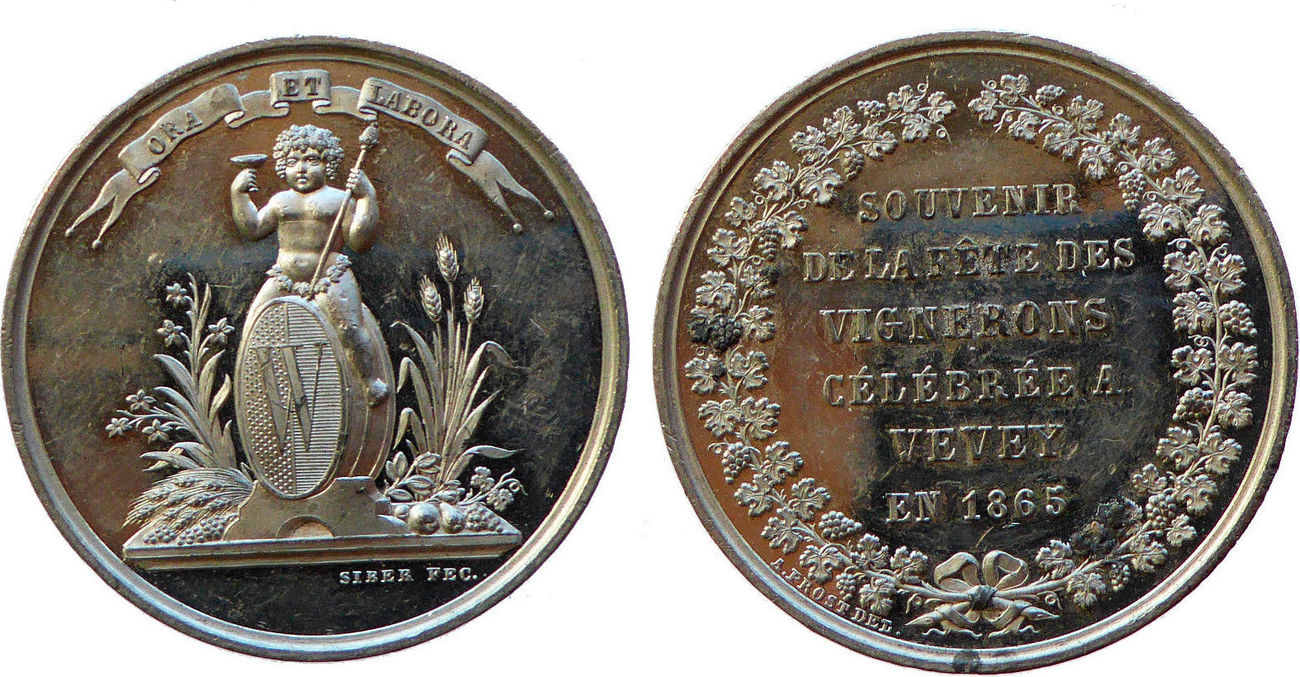 ORA ET LABORA
W
SIBER FEC.
SOUVENIR
DE LA FÊTE DES
VIGNERONS
CÉLÉBRÉE A
VEVEY
EN 1865
A. PROST DEL.